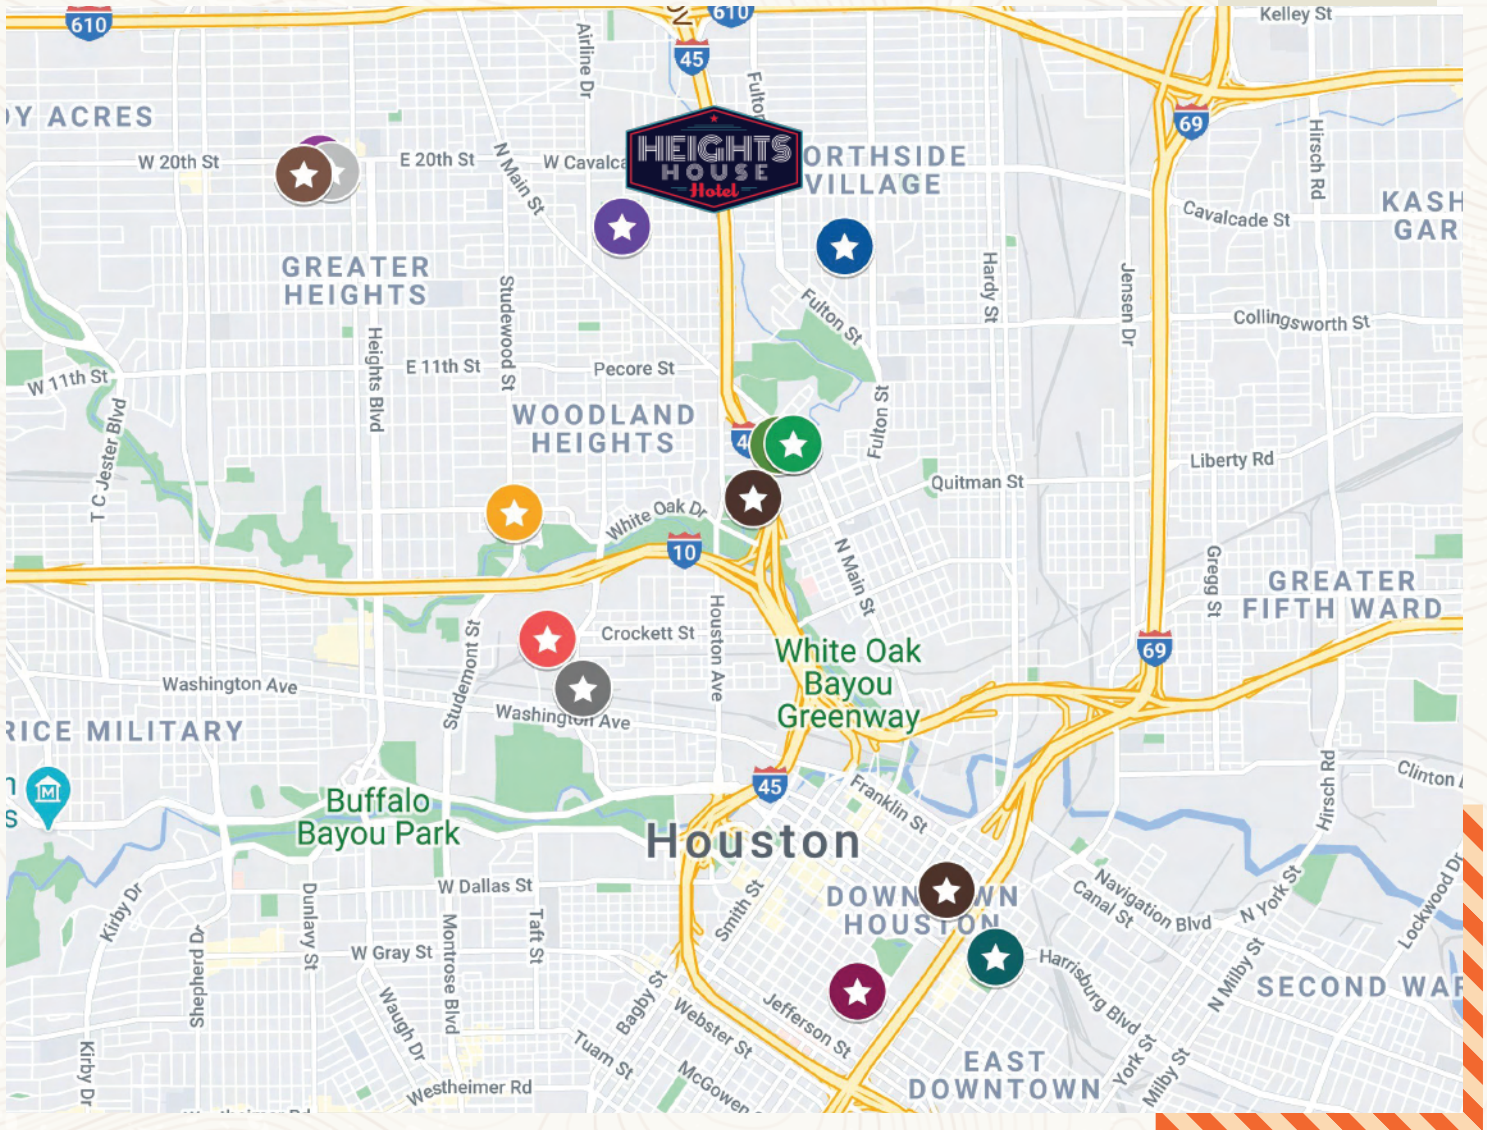 610
610
Kelley St
45
Airline Dr
Fulton
DY ACRES
69
Hirsch Rd
W 20th St
E 20th St
N Main St
W Cavalca
HEIGHTS
HOUSE
Hotel
ORTHSIDE
VILLAGE
KASH
GAR
Cavalcade St
GREATER
HEIGHTS
Studewood St
Hardy St
Jensen Dr
Fulton St
Collingsworth St
Heights Blvd
E 11th St
Pecore St
W 11th St
T C Jester Blvd
WOODLAND
HEIGHTS
Fulton St
Liberty Rd
Quitman St
White Oak Dr
10
N Main St
Gregg St
GREATER
FIFTH WARD
Crockett St
Houston Ave
White Oak
Bayou
Greenway
69
Studemont St
Washington Ave
Washington Ave
RICE MILITARY
45
Franklin St
Hirsch Rd
Clinton
Buffalo
Bayou Park
Houston
W Dallas St
DOWNTOWN
HOUSTON
Smith St
Navigation Blvd
Canal St
N York St
Lockwood Dr
Kirby Dr
Shepherd Dr
Dunlavy St
Montrose Blvd
Taft St
W Gray St
Waugh Dr
Bagby St
Webster St
Jefferson St
Harrisburg Blvd
N Milby St
SECOND WAR
Kirby Dr
Tuam St
McGowen
Westheimer Rd
EAST
DOWNTOWN
York St
Milby St